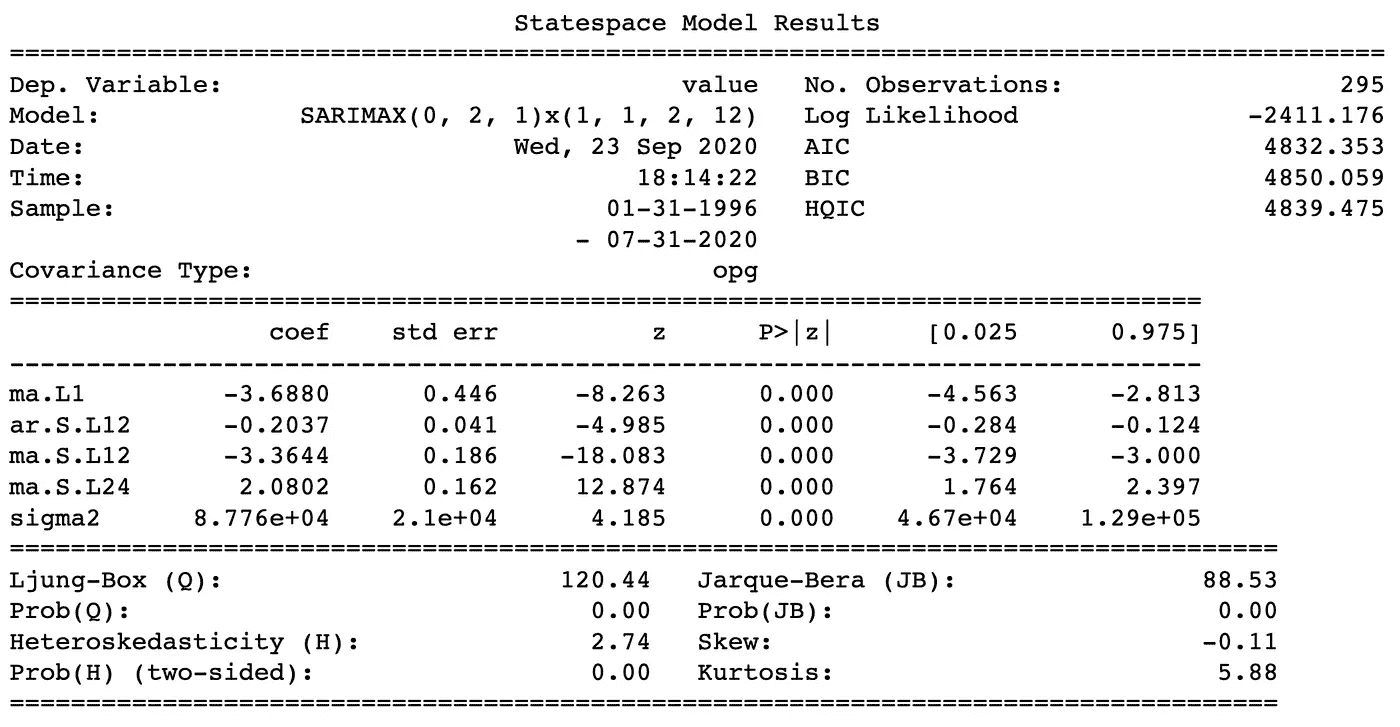 Statespace Model Results
==========================================================================================
Dep. Variable: value No. Observations: 295
Model: SARIMAX(0, 2, 1)x(1, 1, 2, 12) Log Likelihood -2411.176
Date: Wed, 23 Sep 2020 AIC 4832.353
Time: 18:14:22 BIC 4850.059
Sample: 01-31-1996 HQIC 4839.475
- 07-31-2020
Covariance Type: opg
==============================================================================
coef std err z P>|z| [0.025 0.975]
------------------------------------------------------------------------------
ma.L1 -3.6880 0.446 -8.263 0.000 -4.563 -2.813
ar.S.L12 -0.2037 0.041 -4.985 0.000 -0.284 -0.124
ma.S.L12 -3.3644 0.186 -18.083 0.000 -3.729 -3.000
ma.S.L24 2.0802 0.162 12.874 0.000 1.764 2.397
sigma2 8.776e+04 2.1e+04 4.185 0.000 4.67e+04 1.29e+05
===================================================================================
Ljung-Box (Q): 120.44 Jarque-Bera (JB): 88.53
Prob(Q): 0.00 Prob(JB): 0.00
Heteroskedasticity (H): 2.74 Skew: -0.11
Prob(H) (two-sided): 0.00 Kurtosis: 5.88
===================================================================================